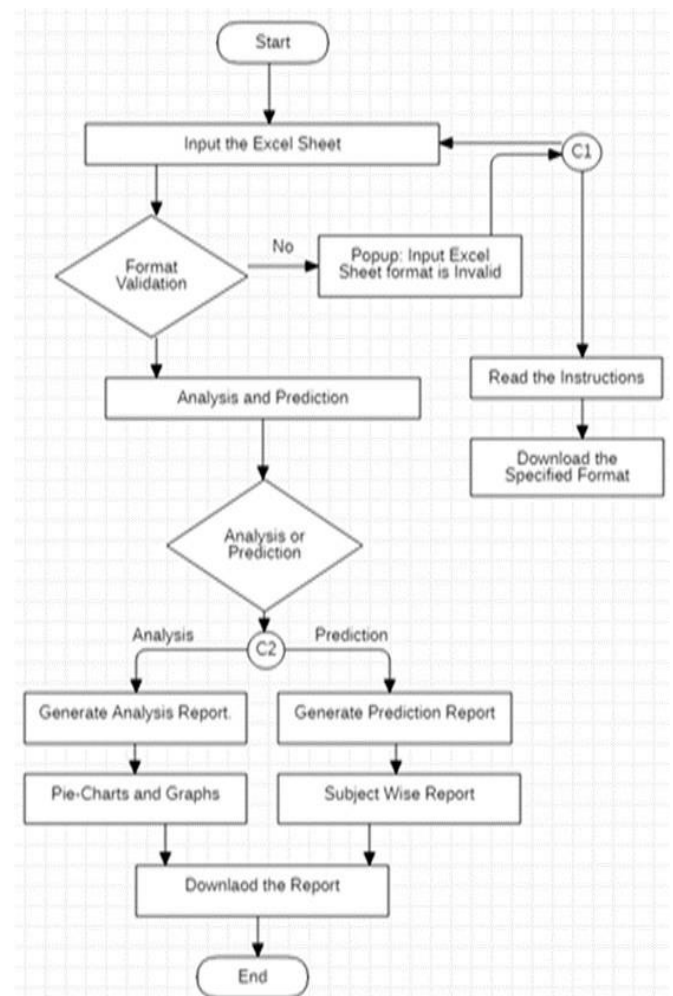 Start
Input the Excel Sheet
C1
No
Format
Validation
Popup: Input Excel
Sheet format is Invalid
Analysis and Prediction
Read the Instructions
Download the
Specified Format
Analysis or
Prediction
Analysis
C2
Prediction
Generate Analysis Report.
Generate Prediction Report
Pie-Charts and Graphs
Subject Wise Report
Downlaod the Report
End